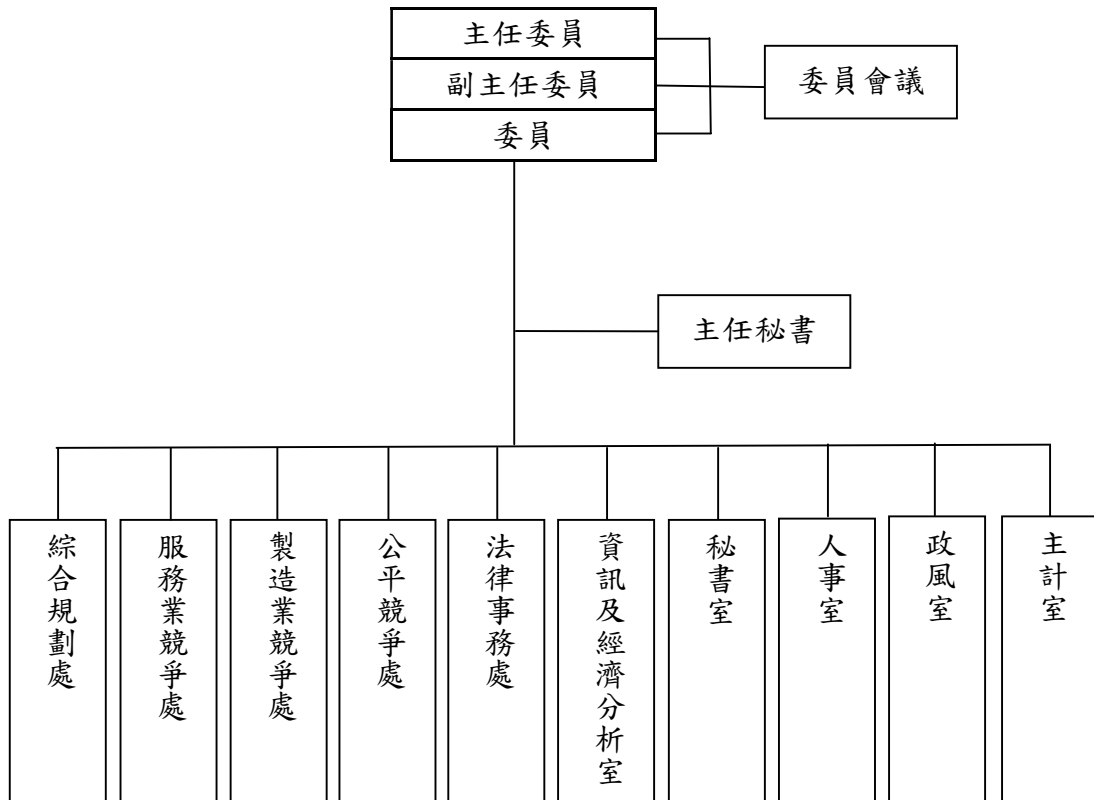 主任委員
副主任委員
委員
委員會議
主任秘書
綜合規劃處
服務業競爭處
製造業競爭處
公平競爭處
法律事務處
資訊及經濟分析室
秘書室
人事室
政風室
主計室